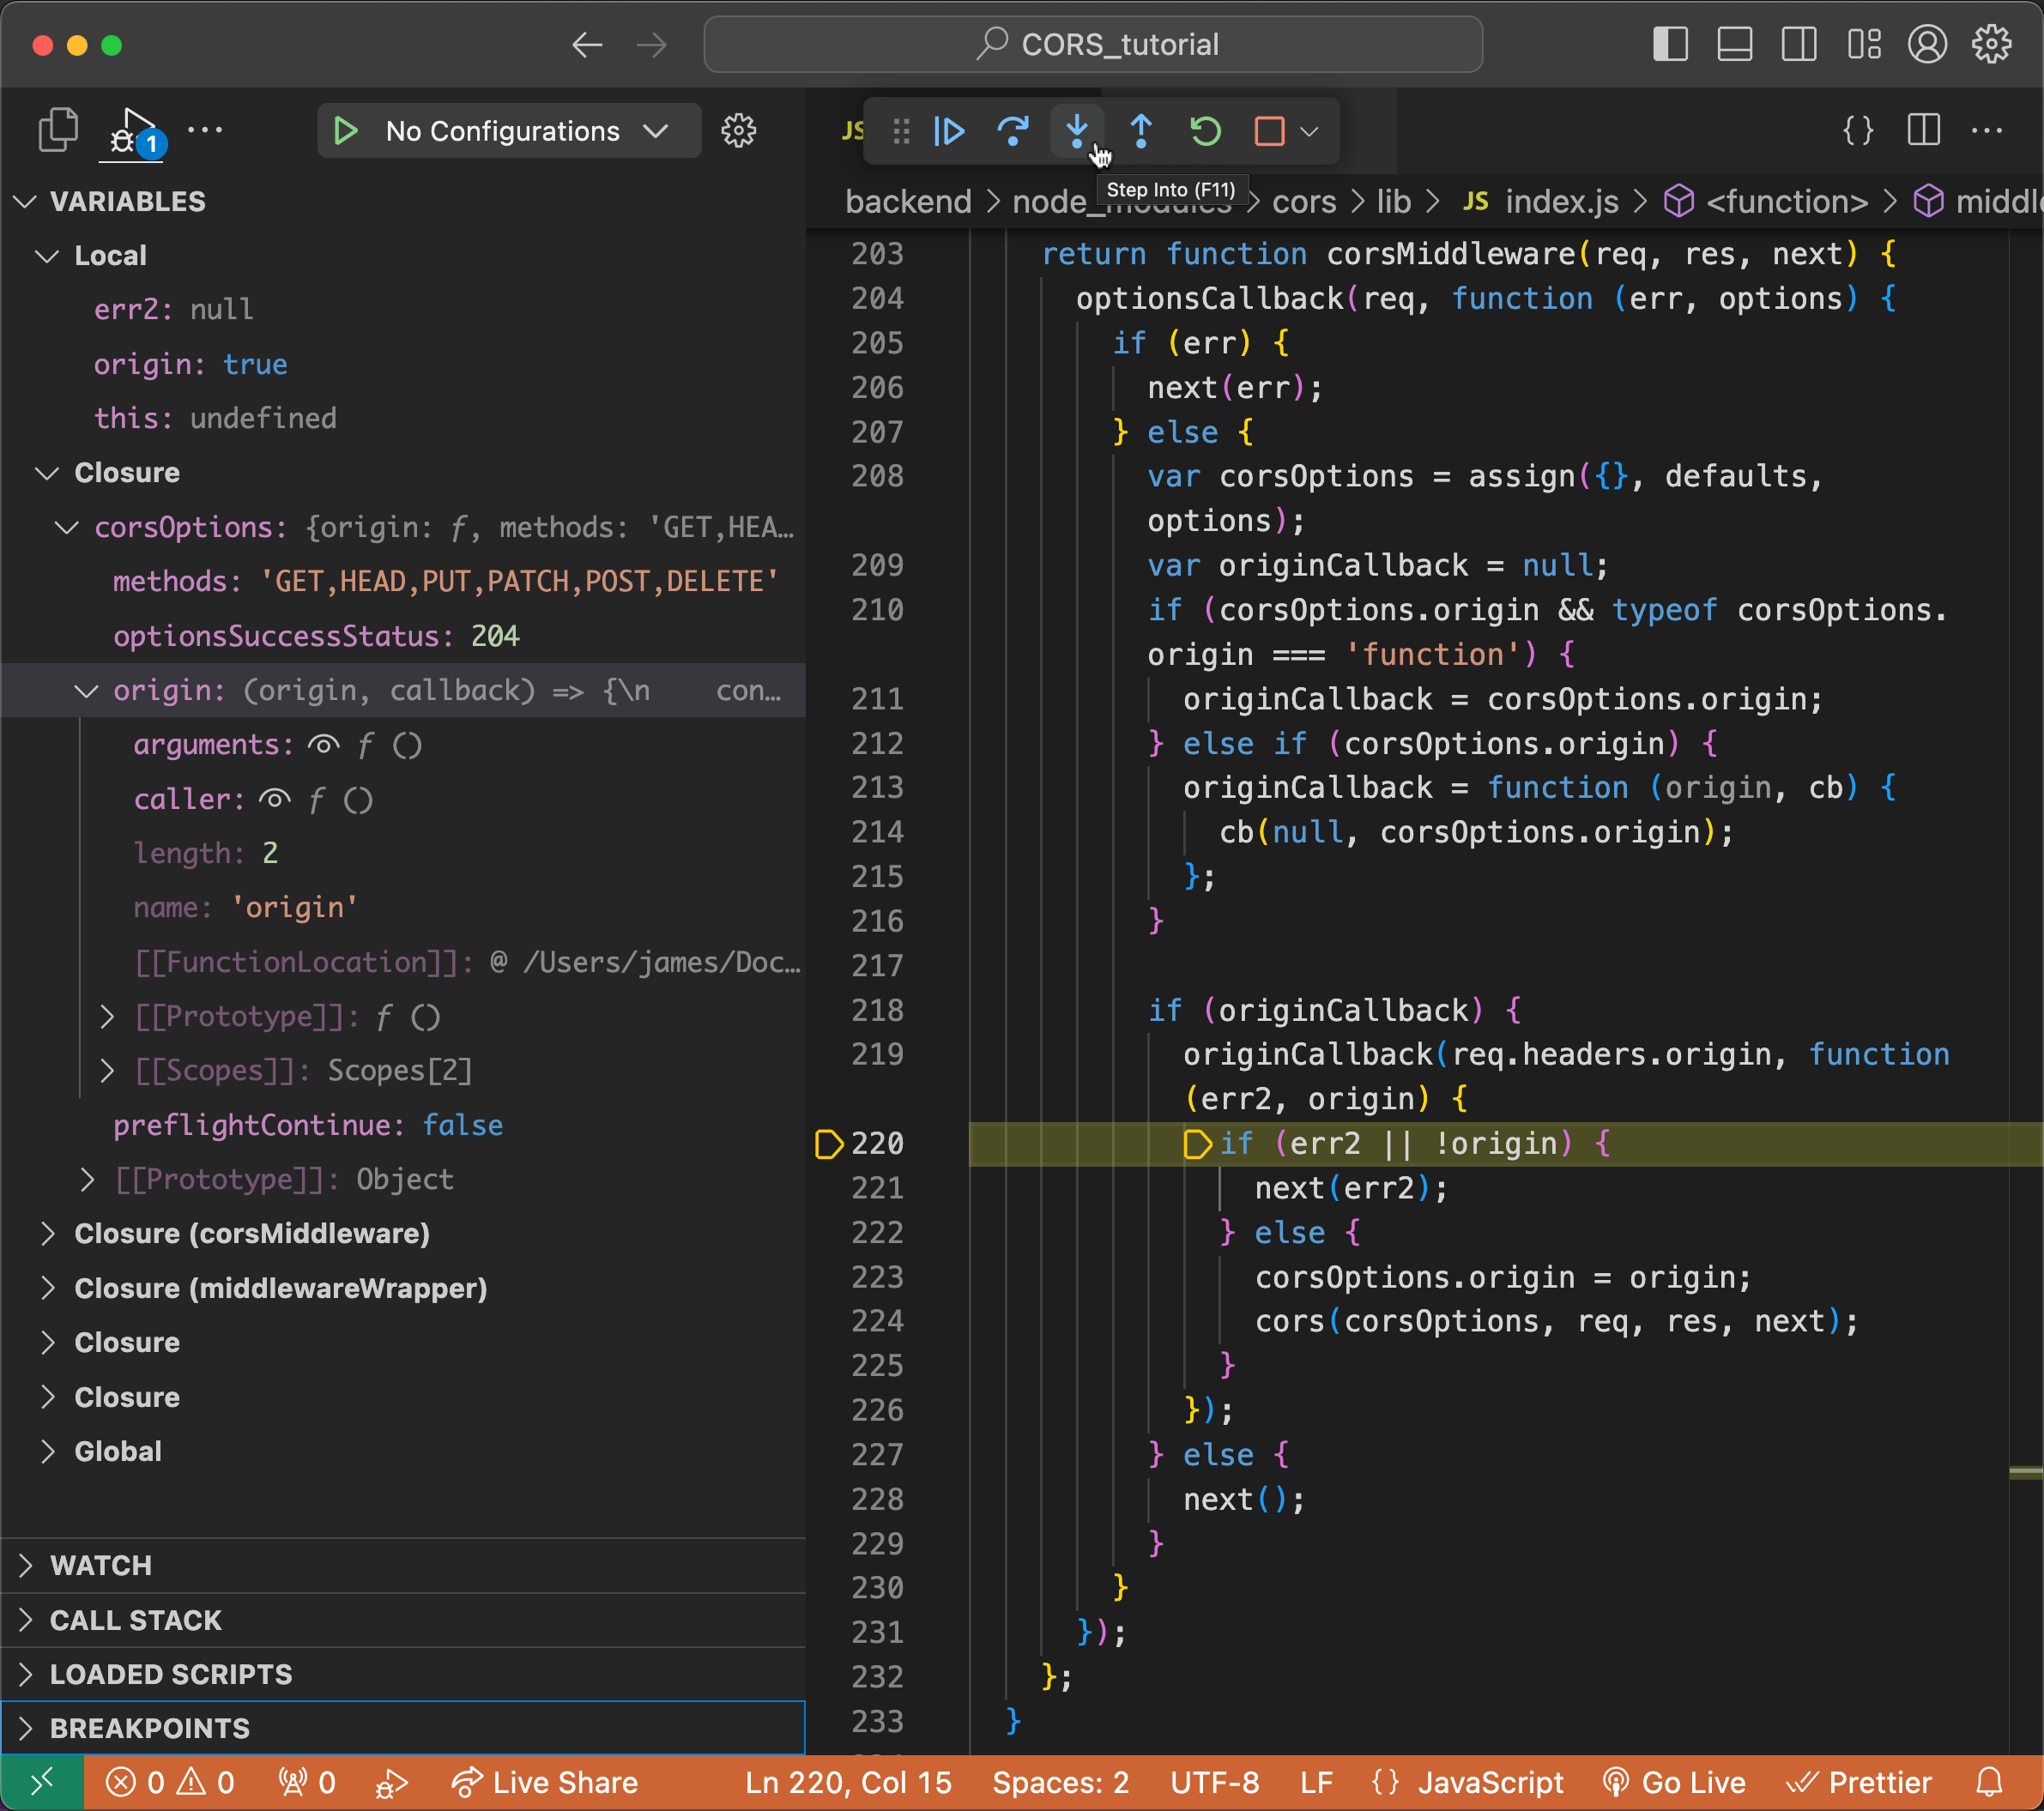 CORS_tutorial
1
No Configurations
JS
Step Into (F11)
backend > node_modules > cors > lib > JS index.js > <function> >
VARIABLES
Local
err2: null
origin: true
this: undefined
Closure
corsOptions: {origin: ƒ, methods: 'GET,HEA…
methods: 'GET,HEAD,PUT,PATCH,POST,DELETE'
optionsSuccessStatus: 204
origin: (origin, callback) => {\n    con…
arguments: ƒ ()
caller: ƒ ()
length: 2
name: 'origin'
[[FunctionLocation]]: @ /Users/james/Doc…
[[Prototype]]: ƒ ()
[[Scopes]]: Scopes[2]
preflightContinue: false
[[Prototype]]: Object
Closure (corsMiddleware)
Closure (middlewareWrapper)
Closure
Closure
Global
WATCH
CALL STACK
LOADED SCRIPTS
BREAKPOINTS
203 return function corsMiddleware(req, res, next) {
204 optionsCallback(req, function (err, options) {
205 if (err) {
206 next(err);
207 } else {
208 var corsOptions = assign({}, defaults,
options);
209 var originCallback = null;
210 if (corsOptions.origin && typeof corsOptions.
origin === 'function') {
211 originCallback = corsOptions.origin;
212 } else if (corsOptions.origin) {
213 originCallback = function (origin, cb) {
214 cb(null, corsOptions.origin);
215 };
216 }
217
218 if (originCallback) {
219 originCallback(req.headers.origin, function
(err2, origin) {
220 if (err2 || !origin) {
221 next(err2);
222 } else {
223 corsOptions.origin = origin;
224 cors(corsOptions, req, res, next);
225 }
226 });
227 } else {
228 next();
229 }
230 }
231 });
232 };
233 }
0 0 0 Live Share Ln 220, Col 15 Spaces: 2 UTF-8 LF {} JavaScript Go Live Prettier